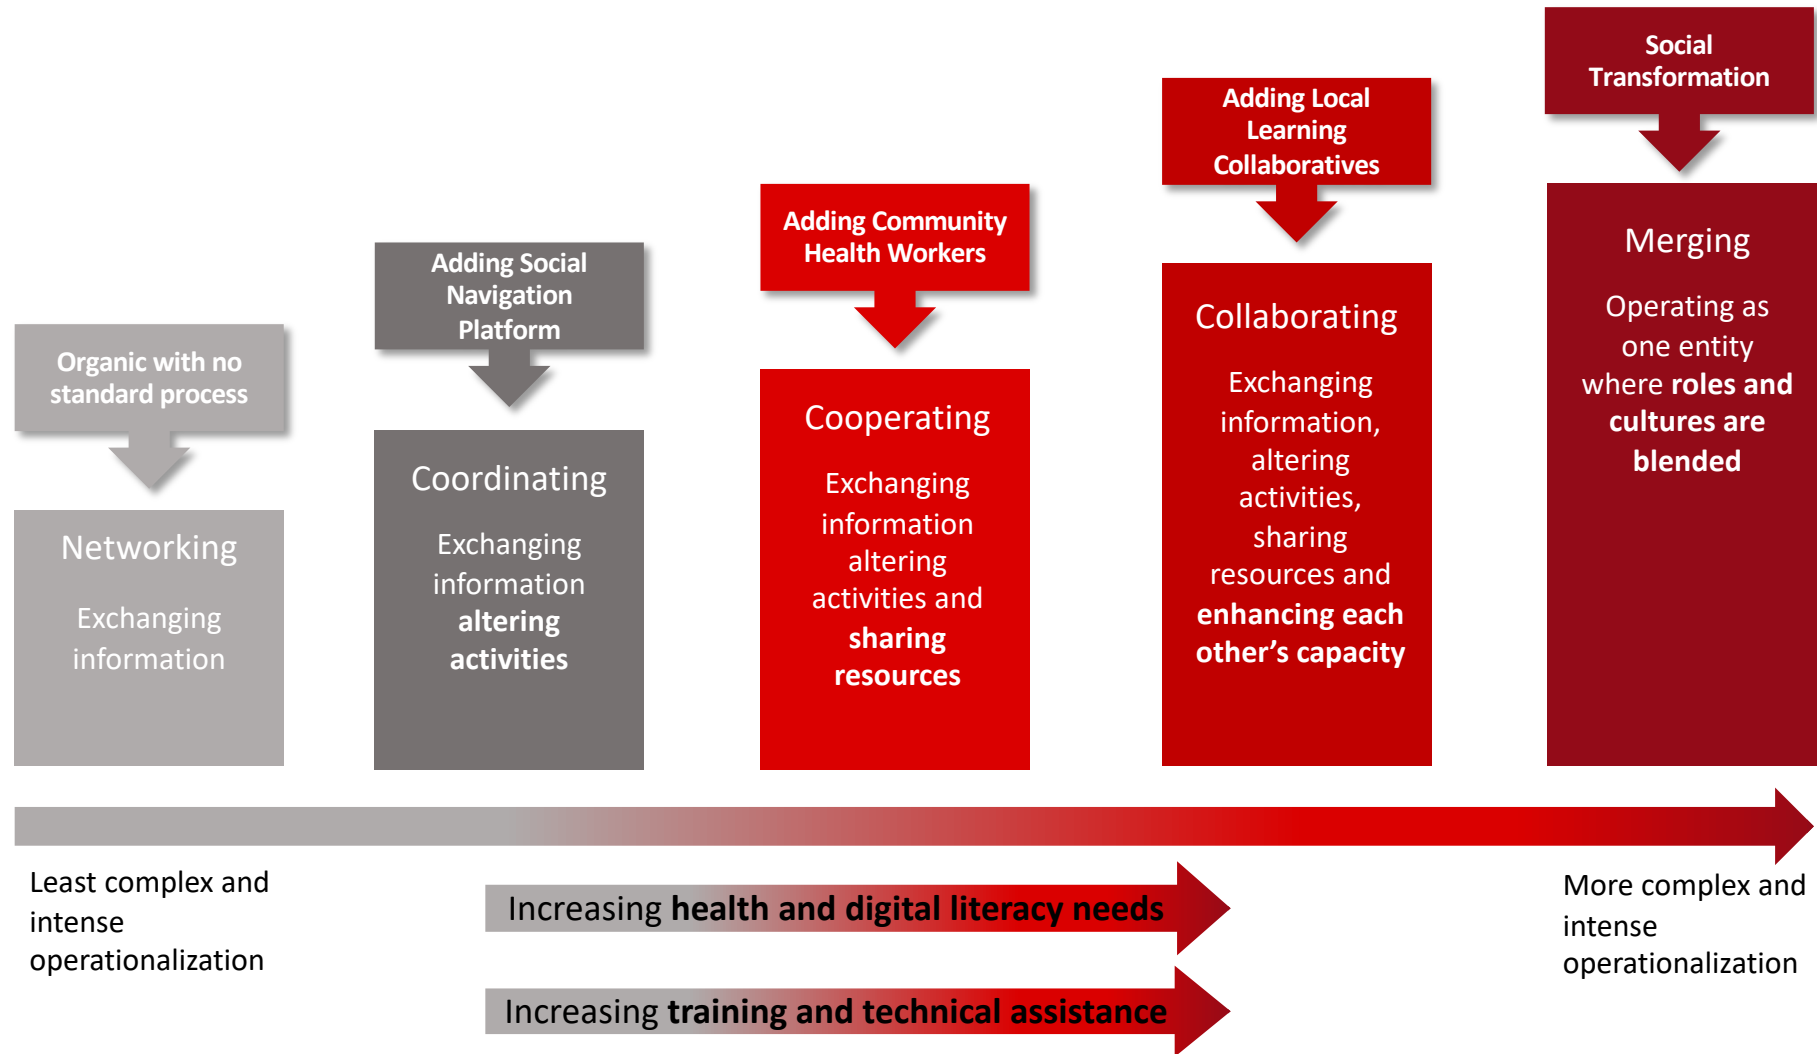 Organic with no
standard process
Networking
Exchanging
information
Adding Social
Navigation
Platform
Coordinating
Exchanging
information
altering
activities
Adding Community
Health Workers
Cooperating
Exchanging
information
altering
activities and
sharing
resources
Adding Local
Learning
Collaboratives
Collaborating
Exchanging
information,
altering
activities,
sharing
resources and
enhancing each
other’s capacity
Social
Transformation
Merging
Operating as
one entity
where roles and
cultures are
blended
Least complex and
intense
operationalization
Increasing health and digital literacy needs
Increasing training and technical assistance
More complex and
intense
operationalization